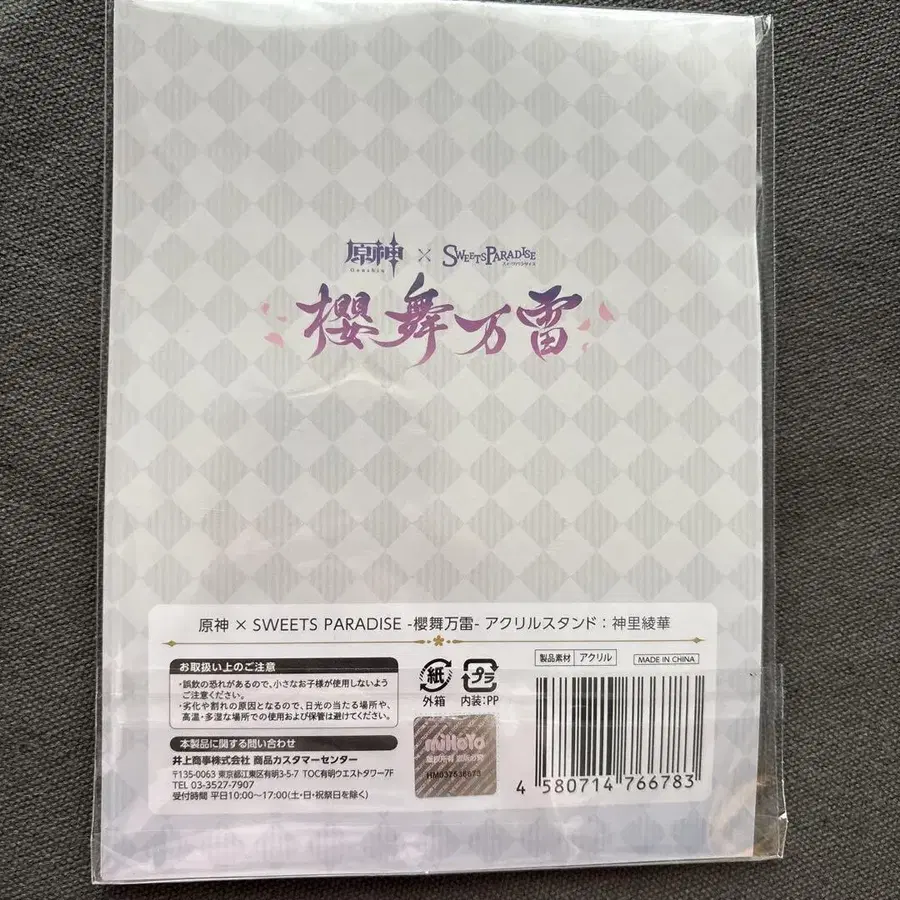 原神 × SWEETS PARADISE
Genshin スイーツパラダイス
櫻舞万雷
原神 × SWEETS PARADISE -櫻舞万雷- アクリルスタンド：神里綾華
お取扱い上のご注意
・誤飲の恐れがあるので、小さなお子様が使用しないよう
ご注意ください。
・劣化や割れの原因となるので、日光の当たる場所や、
高温・多湿な場所での使用および保管は避けてください。
本製品に関する問い合わせ
井上商事株式会社 商品カスタマーセンター
〒135-0063 東京都江東区有明3-5-7 TOC有明ウエストタワー7F
TEL 03-3527-7907
受付時間 平日10:00～17:00(土・日・祝祭日を除く)
紙
外箱
プラ
内装:PP
miHoYo
製品素材 アクリル
MADE IN CHINA
4 580714 766783